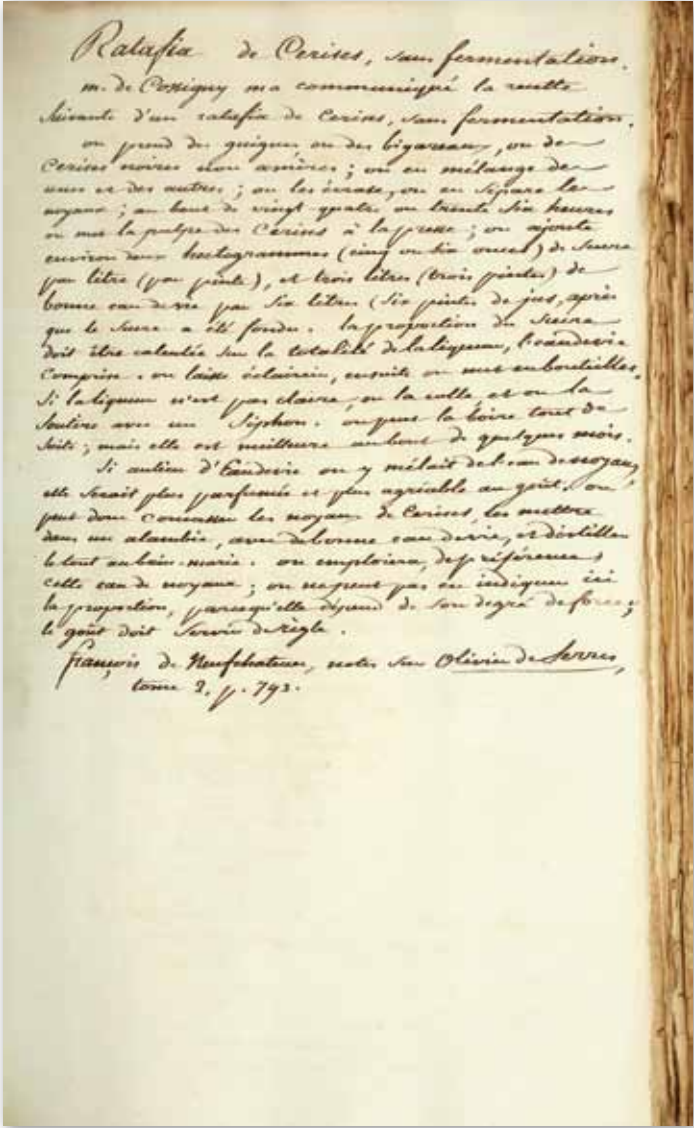 Ratafia de Cerises, sans fermentation.
m. de Cossigny m'a communiqué la recette
suivante d'un ratafia de Cerises, sans fermentation.
on prend des guignes ou des bigareaux, ou de
Cerises noires non amères; ou en mélange des
unes et des autres; on les écrase, on en sépare les
noyaux; au bout de vingt-quatre ou trente six heures
on met la pulpe des Cerises à la presse; on ajoute
environ deux hectogrammes (cinq ou six onces) de sucre
par litre (par pinte), et trois litres (trois pintes) de
bonne eau de vie par six litres (six pintes de jus, après
que le sucre a été fondu. la proportion du sucre
doit être calculée sur la totalité de la liqueur, l'eau de vie
comprise. on laisse éclaircir, ensuite on met en bouteilles.
Si la liqueur n'est pas claire, on la colle, et on la
soutire avec un Siphon. on peut la boire tout de
suite; mais elle est meilleure au bout de quelques mois.
Si au lieu d'Eau de vie on y mêlait de l'eau de noyaux,
elle serait plus parfumée et plus agréable au goût. on
peut donc concasser les noyaux de Cerises, les mettre
dans un alambic, avec de bonne eau de vie, et distiller
le tout au bain-marie. on emploiera, de préférence,
cette eau de noyaux; on ne peut pas en indiquer ici
la proportion, parcequ'elle dépend de son degré de force;
le goût doit servir de règle.
françois de Neufchateau, notes sur Olivier de Serres,
tome 2. p. 793.